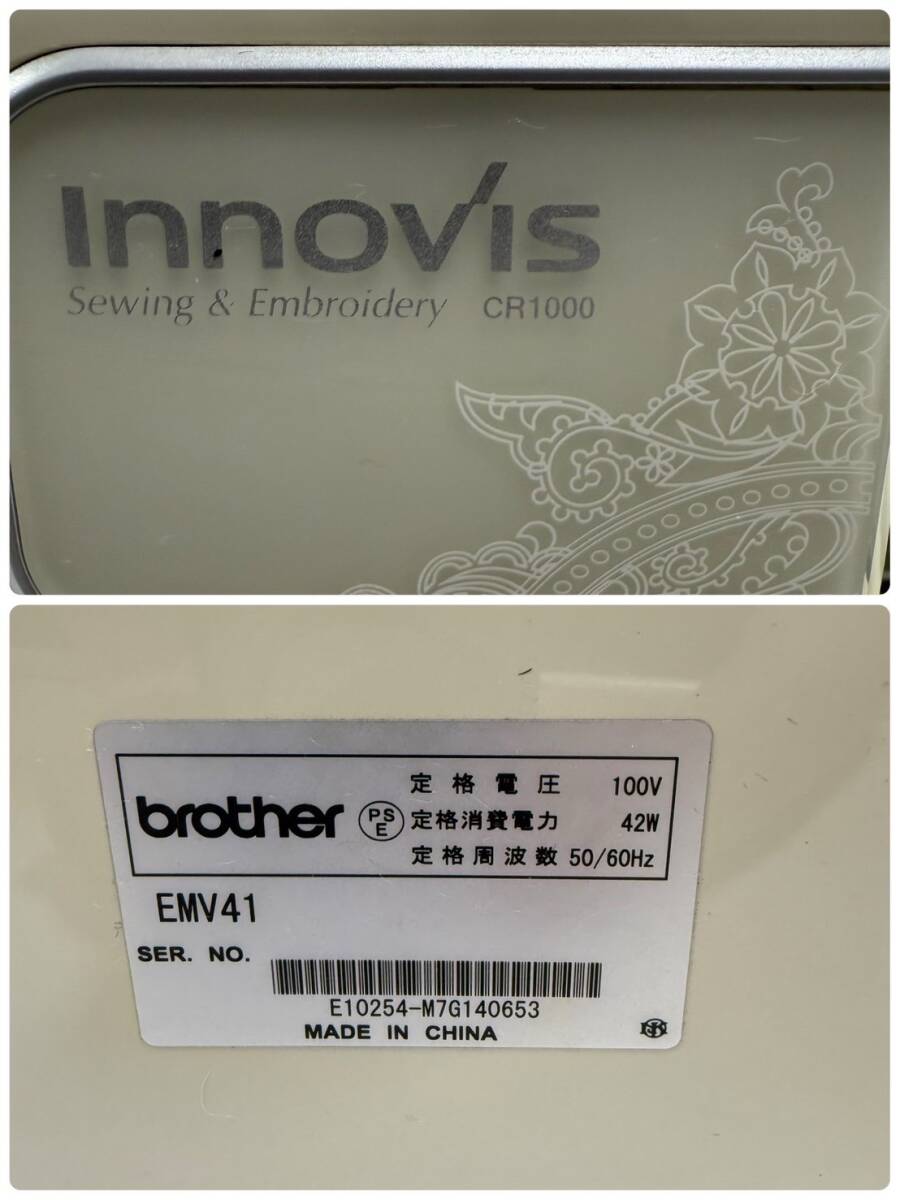 Innovis
Sewing & Embroidery CR1000
brother
PS
E
定格電圧 100V
定格消費電力 42W
定格周波数 50/60Hz
EMV41
SER. NO.
E10254-M7G140653
MADE IN CHINA